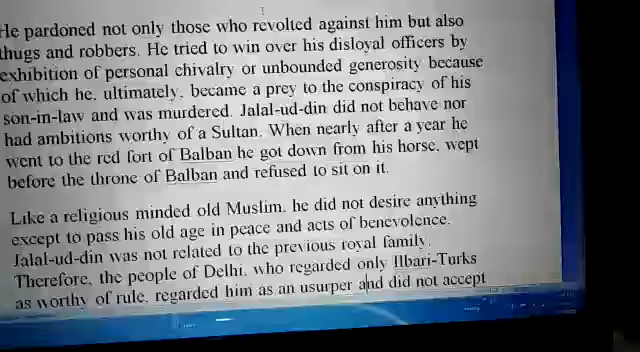 He pardoned not only those who revolted against him but also
thugs and robbers. He tried to win over his disloyal officers by
exhibition of personal chivalry or unbounded generosity because
of which he, ultimately, became a prey to the conspiracy of his
son-in-law and was murdered. Jalal-ud-din did not behave nor
had ambitions worthy of a Sultan. When nearly after a year he
went to the red fort of Balban he got down from his horse, wept
before the throne of Balban and refused to sit on it.
Like a religious minded old Muslim, he did not desire anything
except to pass his old age in peace and acts of benevolence.
Jalal-ud-din was not related to the previous royal family.
Therefore, the people of Delhi, who regarded only Ilbari-Turks
as worthy of rule, regarded him as an usurper and did not accept